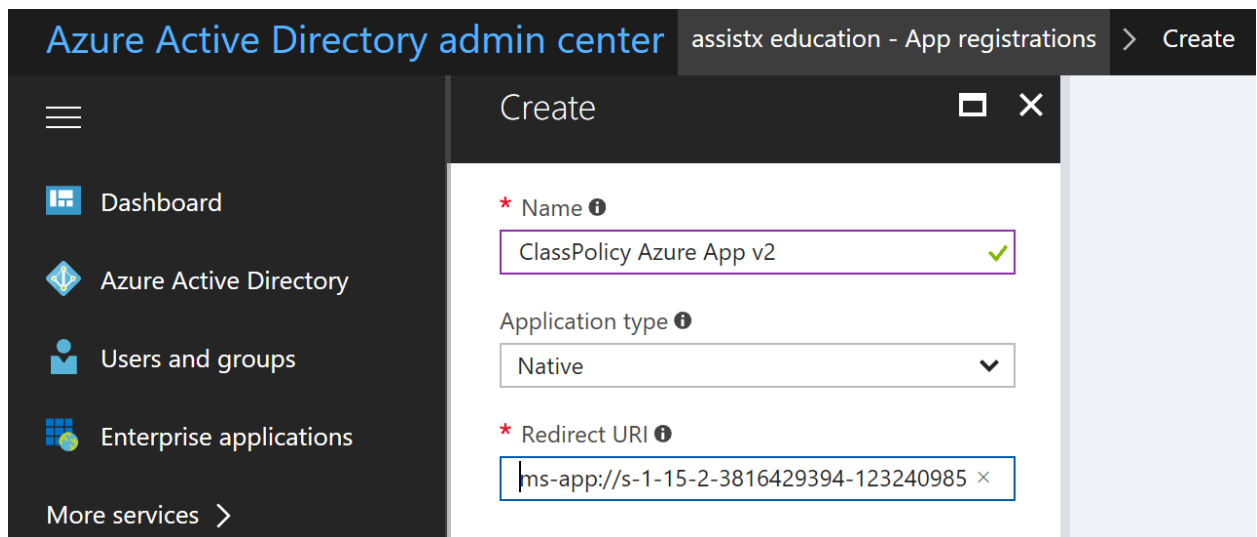 Azure Active Directory admin center assistx education - App registrations > Create
Create
Dashboard
Azure Active Directory
Users and groups
Enterprise applications
More services >
* Name
ClassPolicy Azure App v2
Application type
Native
* Redirect URI
ms-app://s-1-15-2-3816429394-123240985